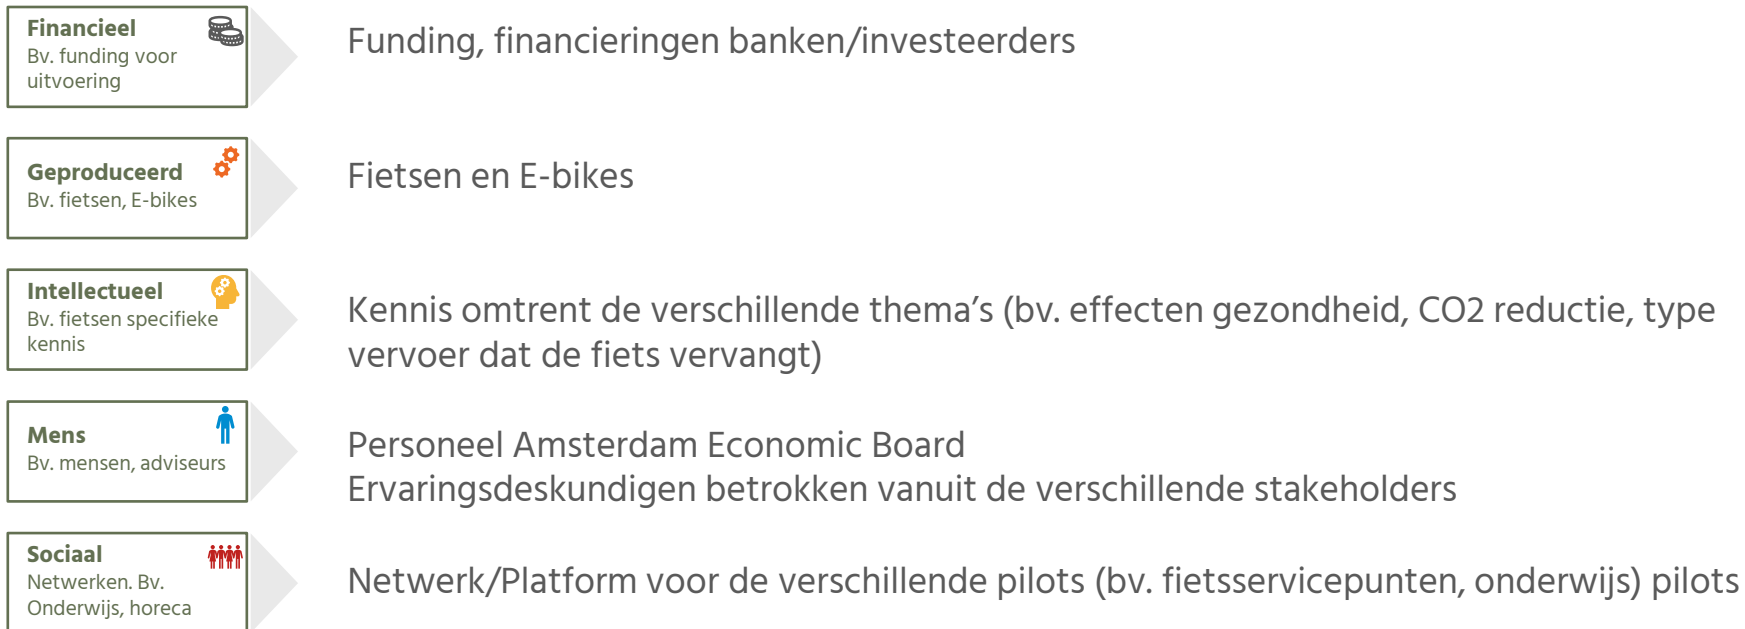 Financieel
Bv. funding voor
uitvoering
Funding, financieringen banken/investeerders
Geproduceerd
Bv. fietsen, E-bikes
Fietsen en E-bikes
Intellectueel
Bv. fietsen specifieke
kennis
Kennis omtrent de verschillende thema’s (bv. effecten gezondheid, CO2 reductie, type
vervoer dat de fiets vervangt)
Mens
Bv. mensen, adviseurs
Personeel Amsterdam Economic Board
Ervaringsdeskundigen betrokken vanuit de verschillende stakeholders
Sociaal
Netwerken. Bv.
Onderwijs, horeca
Netwerk/Platform voor de verschillende pilots (bv. fietsservicepunten, onderwijs) pilots